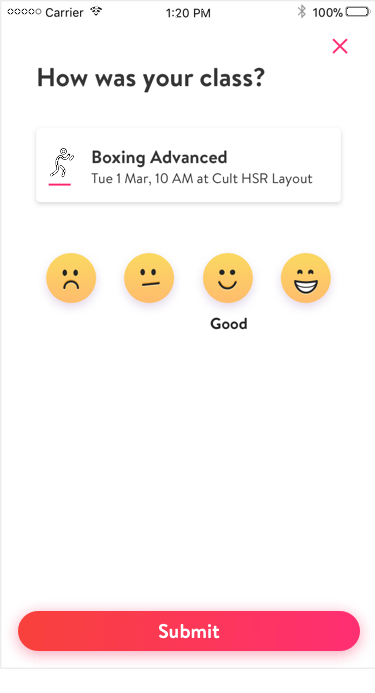 Carrier 1:20 PM 100%
How was your class?
Boxing Advanced
Tue 1 Mar, 10 AM at Cult HSR Layout
Good
Submit